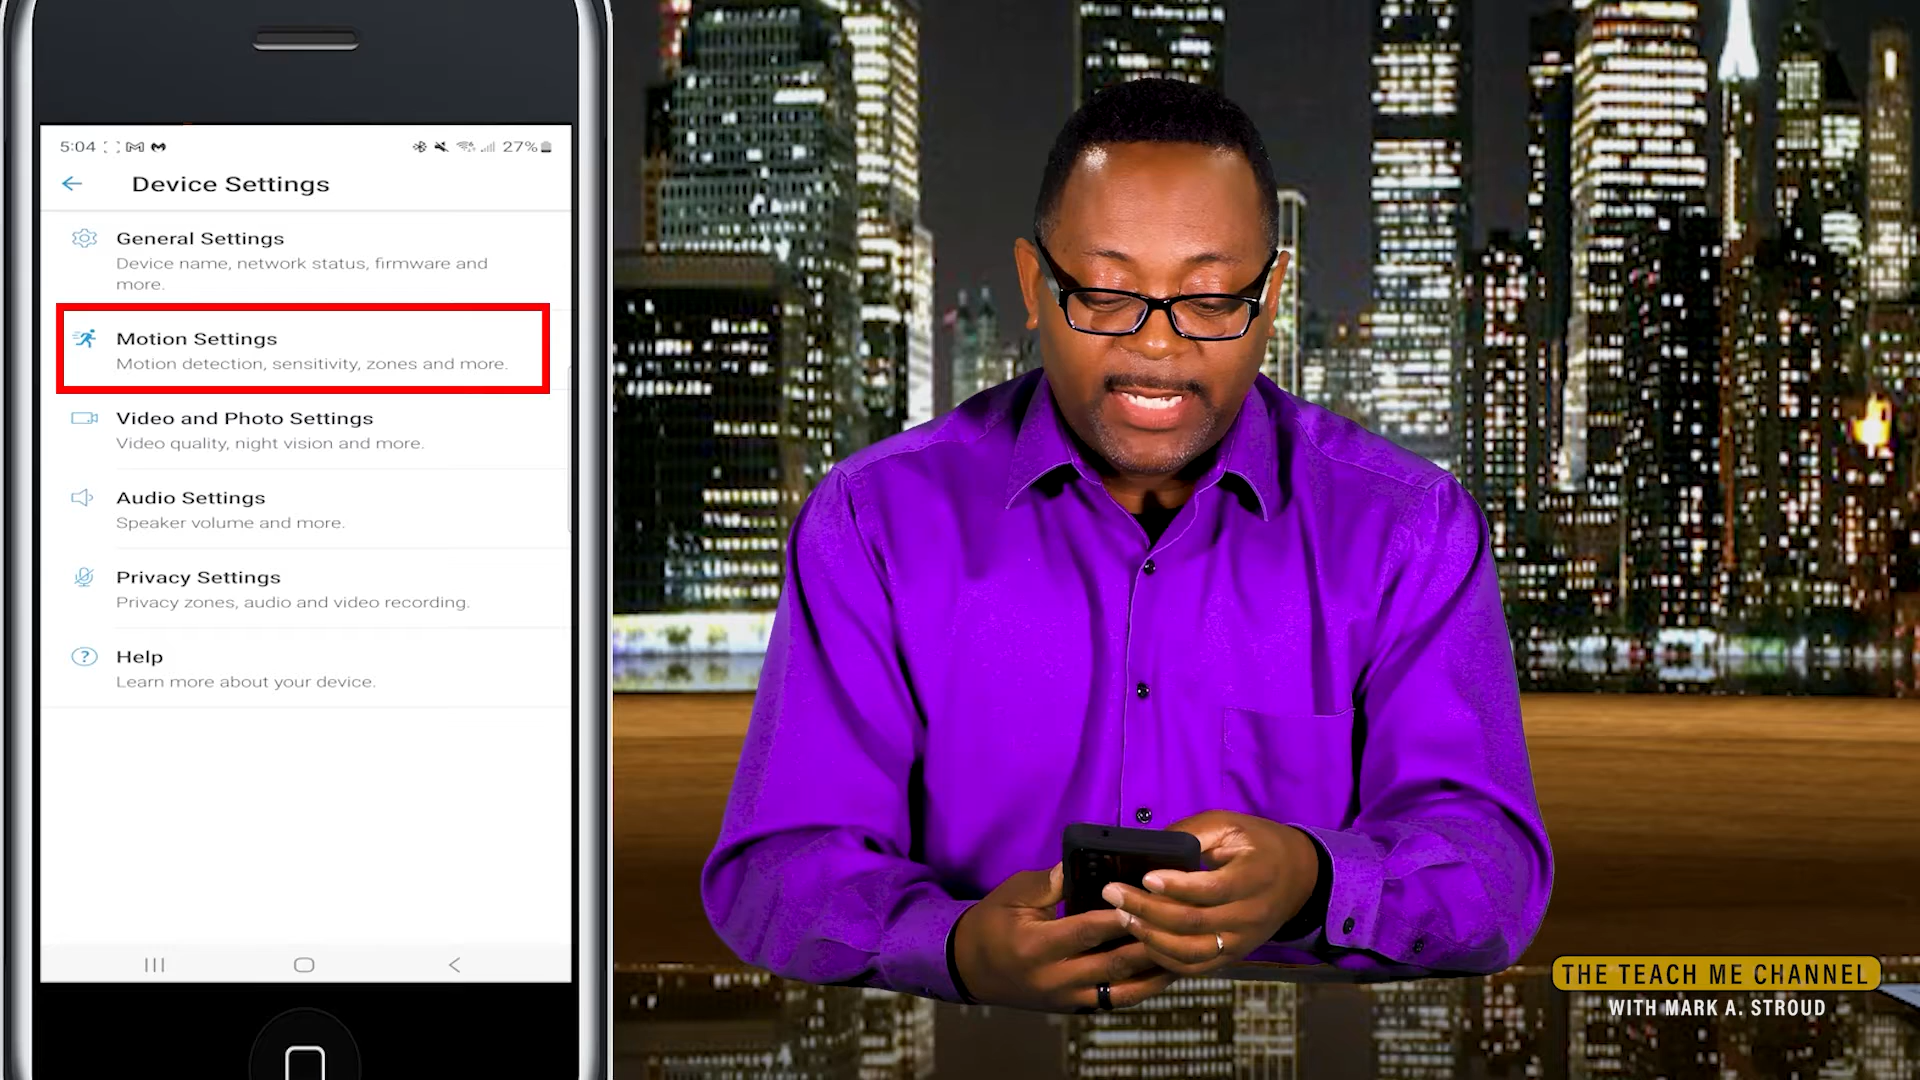 5:04
27%
Device Settings
General Settings
Device name, network status, firmware and
more.
Motion Settings
Motion detection, sensitivity, zones and more.
Video and Photo Settings
Video quality, night vision and more.
Audio Settings
Speaker volume and more.
Privacy Settings
Privacy zones, audio and video recording.
Help
Learn more about your device.
THE TEACH ME CHANNEL
WITH MARK A. STROUD